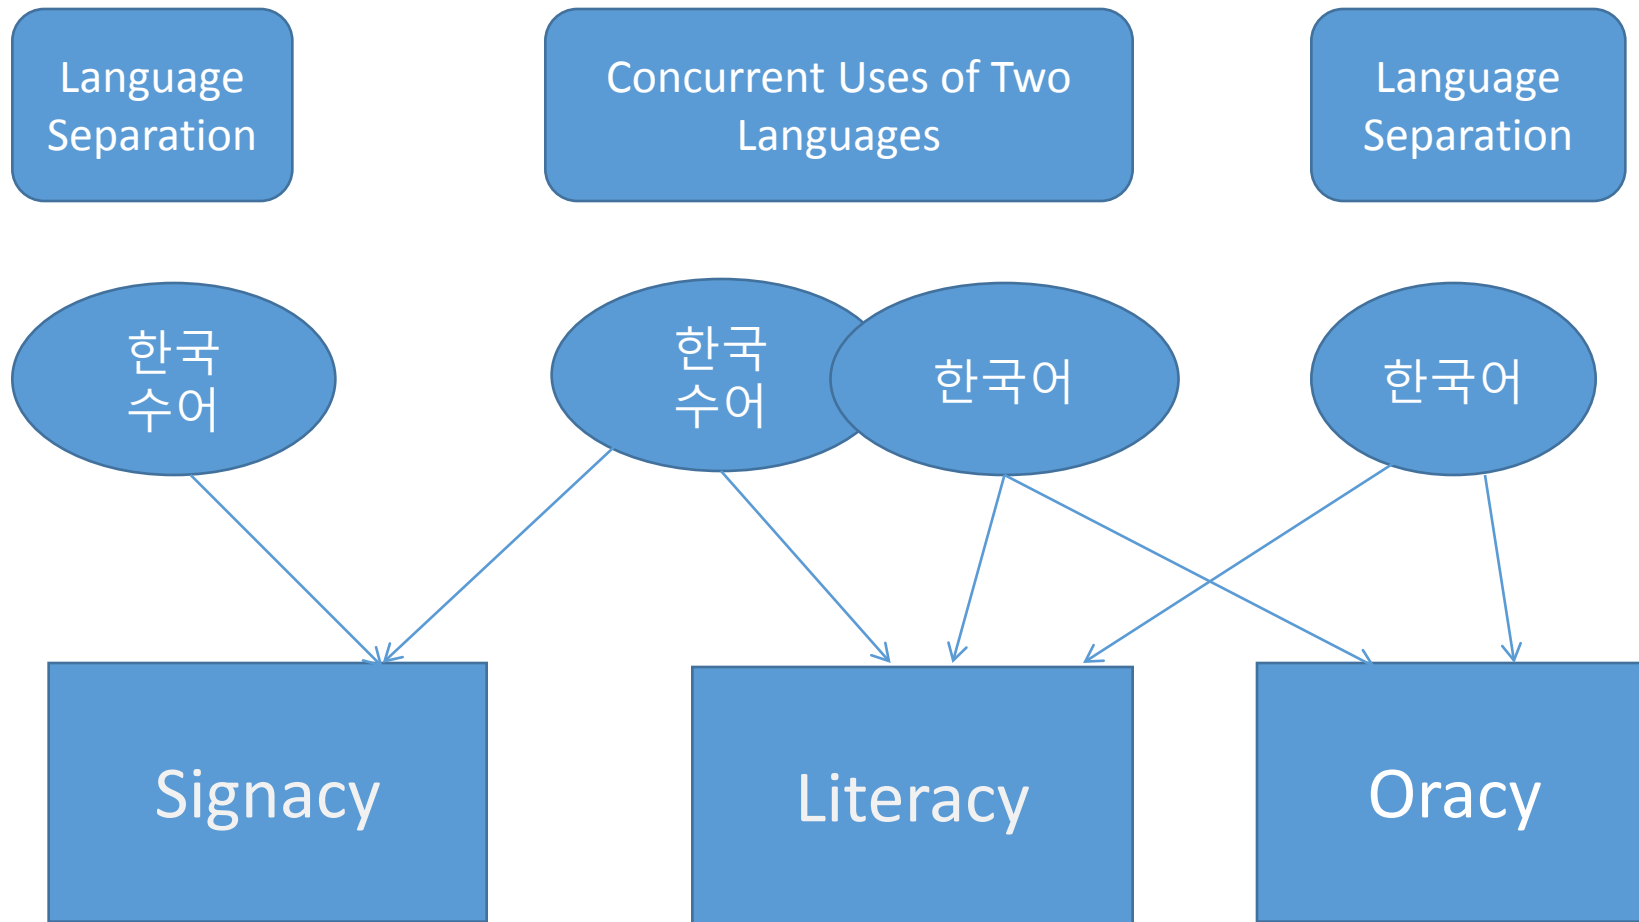 Language
Separation
Concurrent Uses of Two
Languages
Language
Separation
한국
수어
한국
수어
한국어
한국어
Signacy
Literacy
Oracy